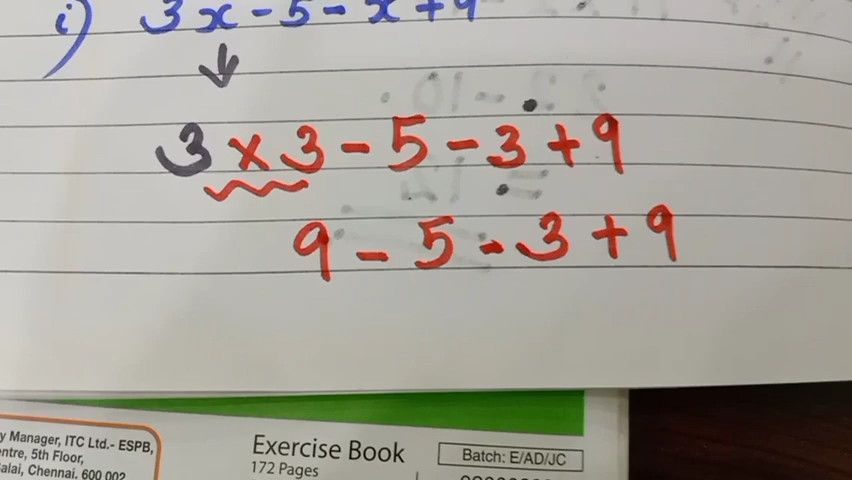 i) 3x - 5 - x + 9
3 × 3 - 5 - 3 + 9
9 - 5 - 3 + 9
y Manager, ITC Ltd.- ESPB,
ntre, 5th Floor,
alai, Chennai. 600 002
Exercise Book
172 Pages
Batch: E/AD/JC